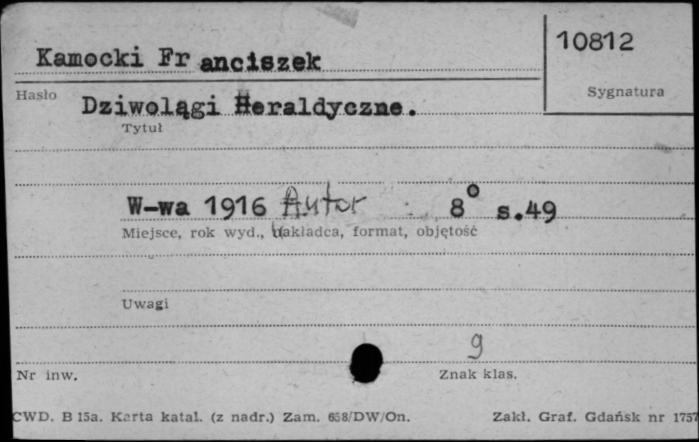 10812
Kamocki Franciszek
Hasło
Sygnatura
Dziwolągi Heraldyczne.
Tytuł
W-wa 1916 Autor 8° s.49
Miejsce, rok wyd., nakładca, format, objętość
Uwagi
9
Nr inw.
Znak klas.
CWD. B 15a. Karta katal. (z nadr.) Zam. 658/DW/On.
Zakł. Graf. Gdańsk nr 1757